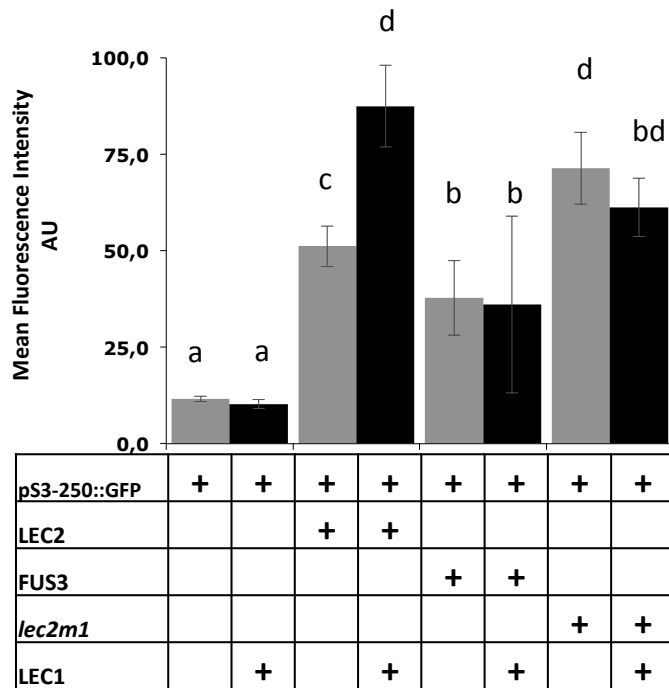 d
100,0
d
bd
75,0
c
b
b
50,0
25,0
a
a
0,0
Mean Fluorescence Intensity
AU
pS3-250::GFP + + + + + + + +
LEC2 + +
FUS3 + +
lec2m1 + +
LEC1 + + + +